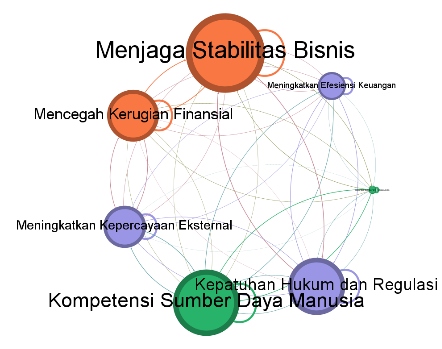 Menjaga Stabilitas Bisnis
Meningkatkan Efesiensi Keuangan
Mencegah Kerugian Finansial
Meningkatkan Kepercayaan Eksternal
Kepatuhan Hukum dan Regulasi
Kompetensi Sumber Daya Manusia